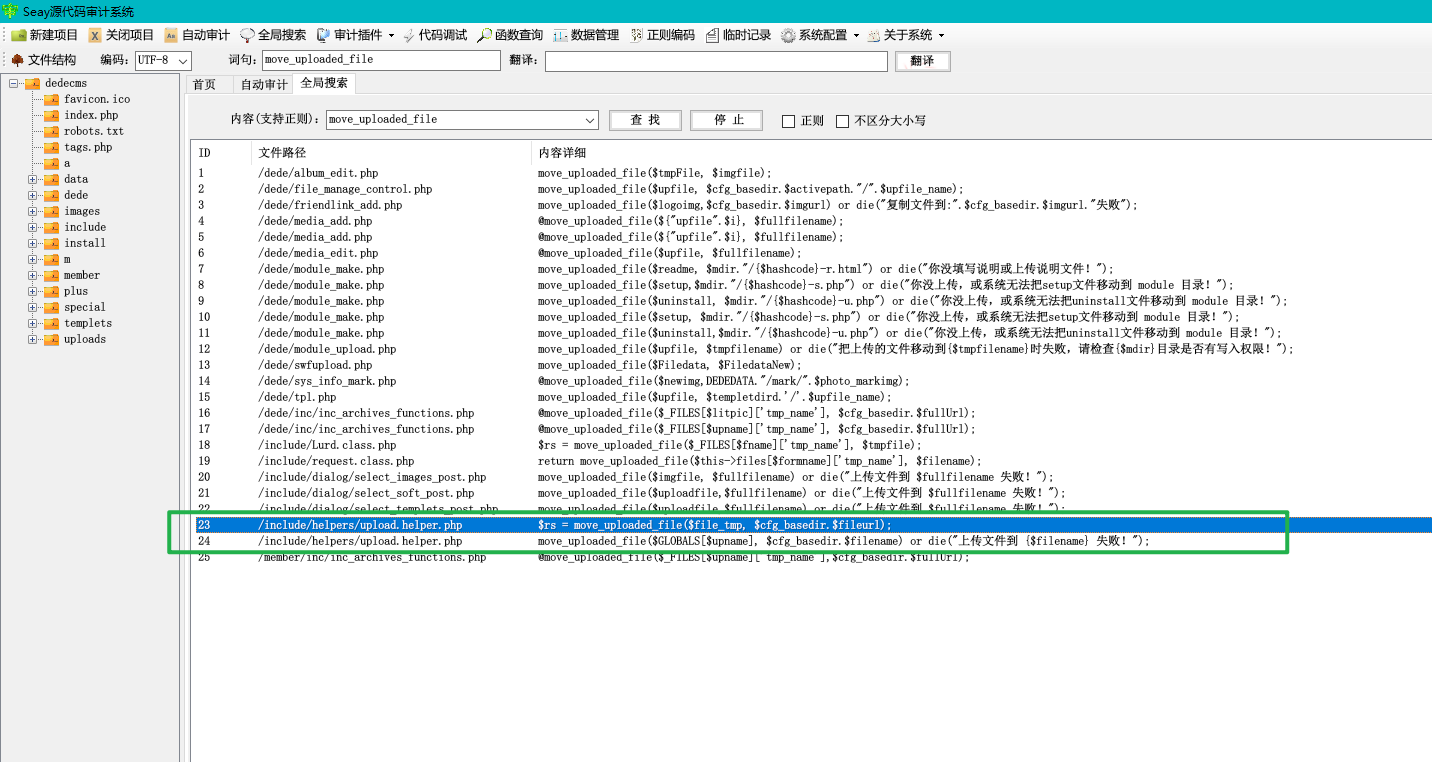 Seay源代码审计系统
新建项目 关闭项目 自动审计 全局搜索 审计插件 代码调试 函数查询 数据管理 正则编码 临时记录 系统配置 关于系统
文件结构 编码: UTF-8 词句: move_uploaded_file 翻译: 翻译
首页 自动审计 全局搜索
dedecms
favicon.ico
index.php
robots.txt
tags.php
a
data
dede
images
include
install
m
member
plus
special
templets
uploads
内容(支持正则): move_uploaded_file 查 找 停 止 正则 不区分大小写
ID 文件路径 内容详细
1 /dede/album_edit.php move_uploaded_file($tmpFile, $imgfile);
2 /dede/file_manage_control.php move_uploaded_file($upfile, $cfg_basedir.$activepath."/".$upfile_name);
3 /dede/friendlink_add.php move_uploaded_file($logoimg,$cfg_basedir.$imgurl) or die("复制文件到:".$cfg_basedir.$imgurl."失败");
4 /dede/media_add.php @move_uploaded_file(${"upfile".$i}, $fullfilename);
5 /dede/media_add.php @move_uploaded_file(${"upfile".$i}, $fullfilename);
6 /dede/media_edit.php @move_uploaded_file($upfile, $fullfilename);
7 /dede/module_make.php move_uploaded_file($readme, $mdir."/{$hashcode}-r.html") or die("你没填写说明或上传说明文件！");
8 /dede/module_make.php move_uploaded_file($setup,$mdir."/{$hashcode}-s.php") or die("你没上传，或系统无法把setup文件移动到 module 目录！");
9 /dede/module_make.php move_uploaded_file($uninstall, $mdir."/{$hashcode}-u.php") or die("你没上传，或系统无法把uninstall文件移动到 module 目录！");
10 /dede/module_make.php move_uploaded_file($setup, $mdir."/{$hashcode}-s.php") or die("你没上传，或系统无法把setup文件移动到 module 目录！");
11 /dede/module_make.php move_uploaded_file($uninstall,$mdir."/{$hashcode}-u.php") or die("你没上传，或系统无法把uninstall文件移动到 module 目录！");
12 /dede/module_upload.php move_uploaded_file($upfile, $tmpfilename) or die("把上传的文件移动到{$tmpfilename}时失败，请检查{$mdir}目录是否有写入权限！");
13 /dede/swfupload.php move_uploaded_file($Filedata, $FiledataNew);
14 /dede/sys_info_mark.php @move_uploaded_file($newimg,DEDEDATA."/mark/".$photo_markimg);
15 /dede/tpl.php move_uploaded_file($upfile, $templetdird.'/'.$upfile_name);
16 /dede/inc/inc_archives_functions.php @move_uploaded_file($_FILES[$litpic]['tmp_name'], $cfg_basedir.$fullUrl);
17 /dede/inc/inc_archives_functions.php @move_uploaded_file($_FILES[$upname]['tmp_name'], $cfg_basedir.$fullUrl);
18 /include/Lurd.class.php $rs = move_uploaded_file($_FILES[$fname]['tmp_name'], $tmpfile);
19 /include/request.class.php return move_uploaded_file($this->files[$formname]['tmp_name'], $filename);
20 /include/dialog/select_images_post.php move_uploaded_file($imgfile, $fullfilename) or die("上传文件到 $fullfilename 失败！");
21 /include/dialog/select_soft_post.php move_uploaded_file($uploadfile,$fullfilename) or die("上传文件到 $fullfilename 失败！");
22 /include/dialog/select_templets_post.php move_uploaded_file($uploadfile,$fullfilename) or die("上传文件到 $fullfilename 失败！");
23 /include/helpers/upload.helper.php $rs = move_uploaded_file($file_tmp, $cfg_basedir.$fileurl);
24 /include/helpers/upload.helper.php move_uploaded_file($GLOBALS[$upname], $cfg_basedir.$filename) or die("上传文件到 {$filename} 失败！");
25 /member/inc/inc_archives_functions.php @move_uploaded_file($_FILES[$upname]['tmp_name'],$cfg_basedir.$fullUrl);